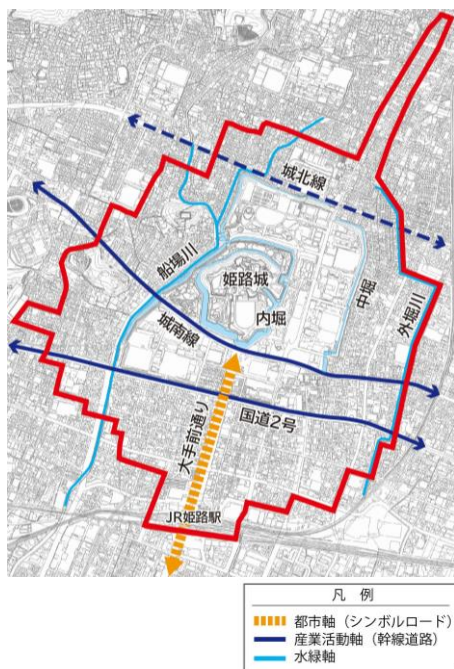 城北線
船場川
姫路城
中堀
内堀
外堀川
城南線
国道2号
大手前通り
JR姫路駅
凡 例
都市軸（シンボルロード）
産業活動軸（幹線道路）
水緑軸